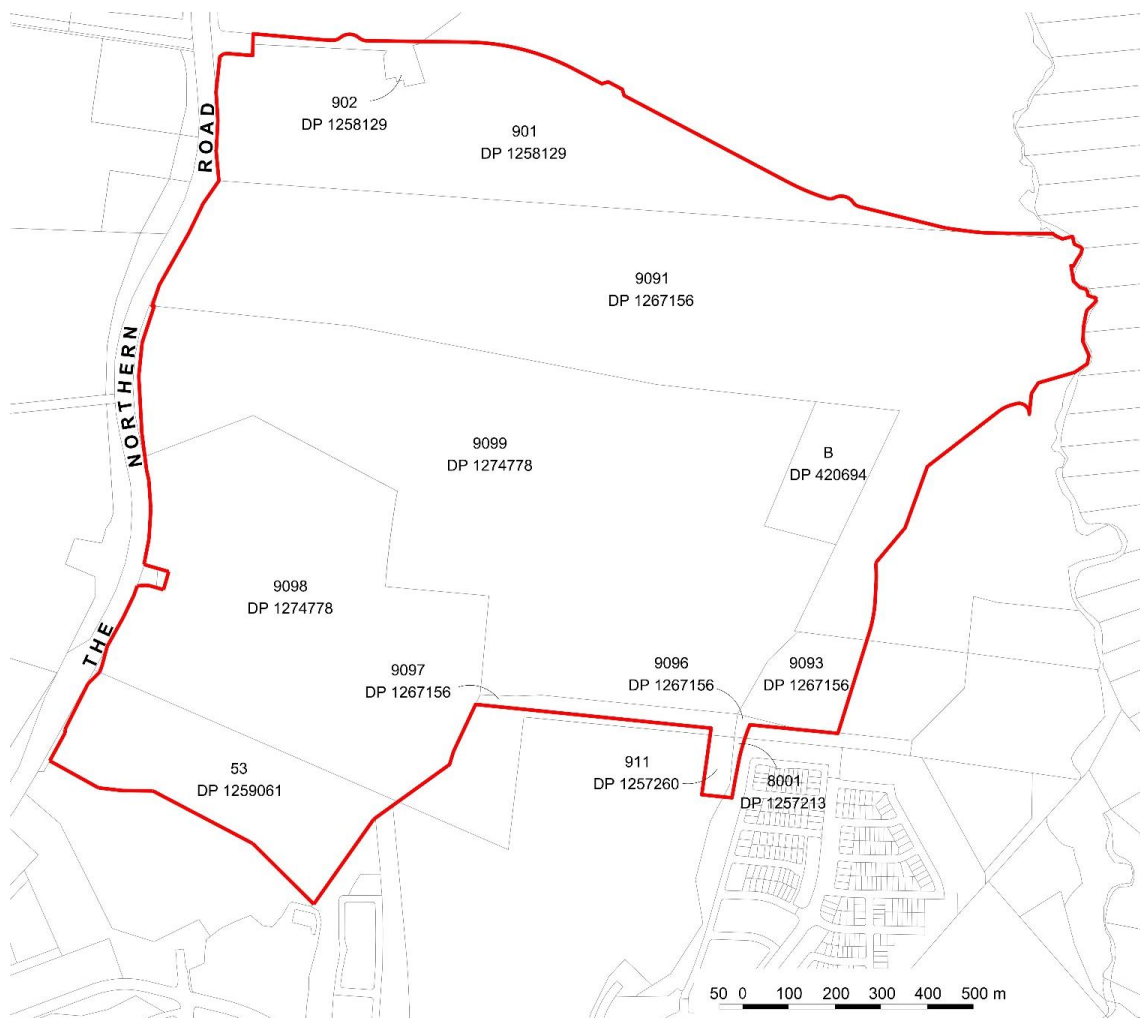 902
DP 1258129
901
DP 1258129
ROAD
9091
DP 1267156
NORTHERN
9099
DP 1274778
B
DP 420694
9098
DP 1274778
THE
9097
DP 1267156
9096
DP 1267156
9093
DP 1267156
53
DP 1259061
911
DP 1257260
8001
DP 1257213
50 0 100 200 300 400 500 m